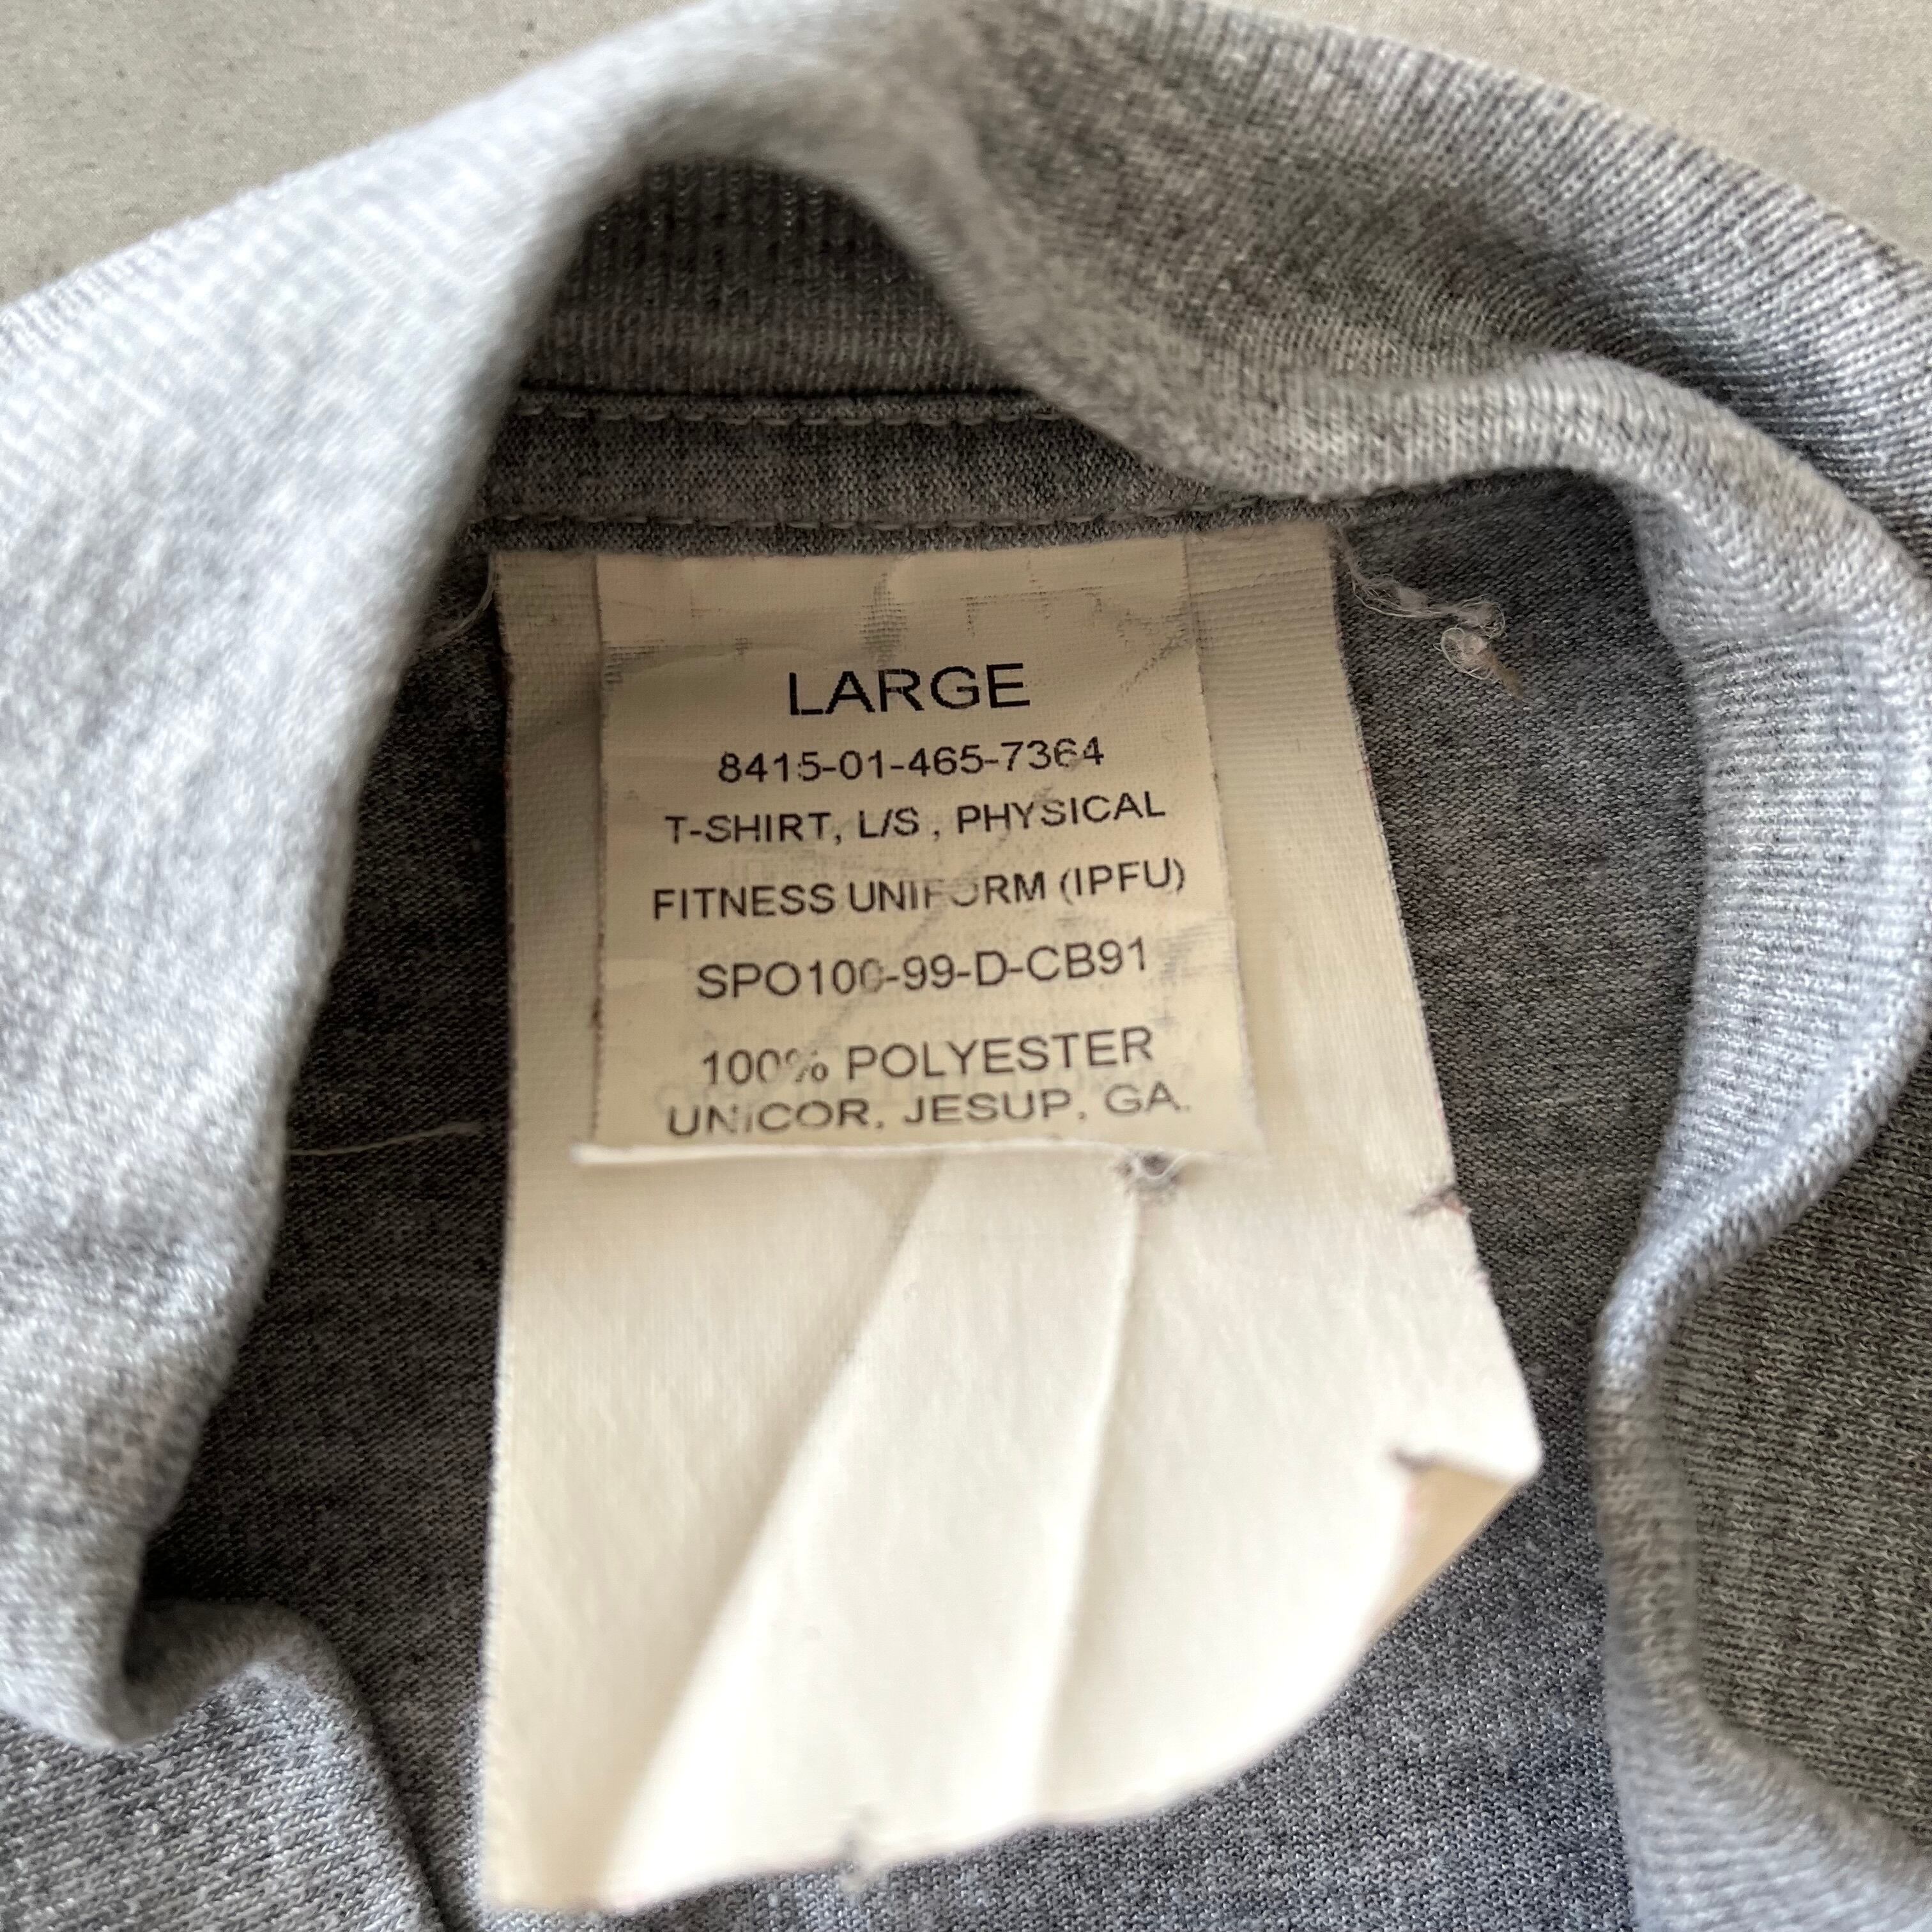 LARGE
8415-01-465-7364
T-SHIRT, L/S , PHYSICAL
FITNESS UNIFORM (IPFU)
SPO100-99-D-CB91
100% POLYESTER
UNICOR, JESUP, GA.